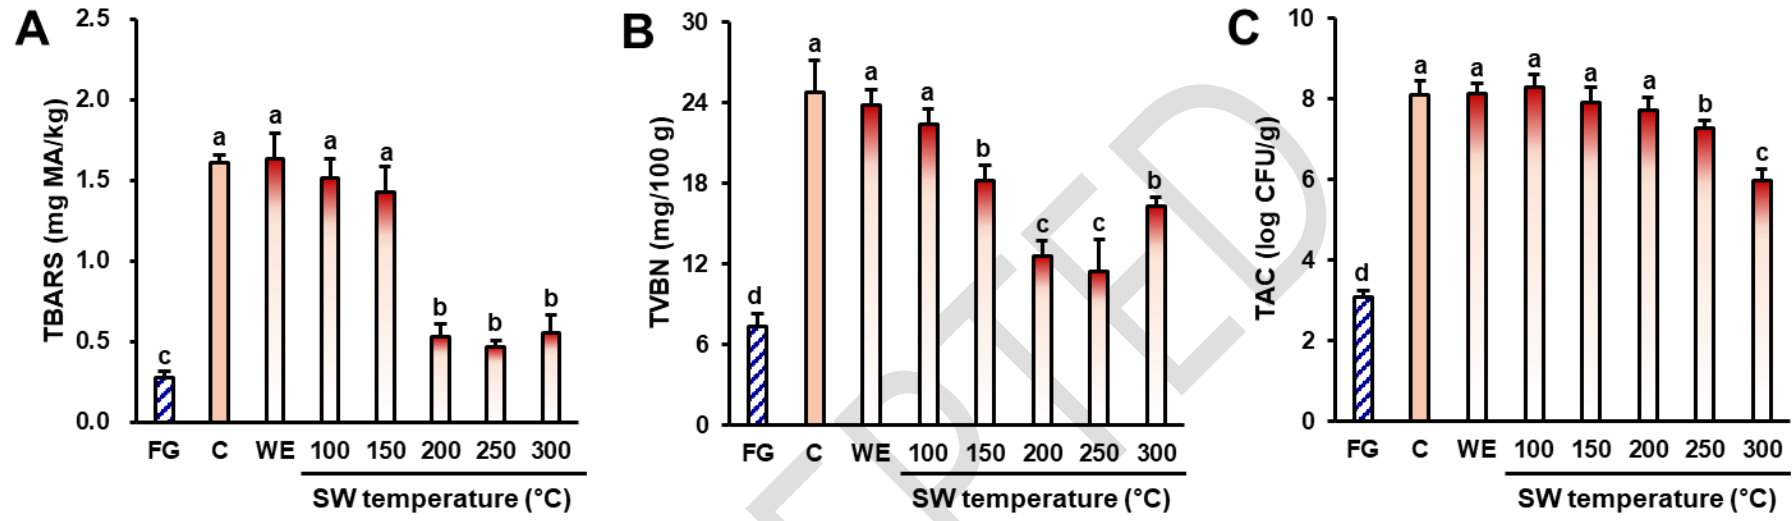 A
TBARS (mg MA/kg)
2.5
2.0
1.5
1.0
0.5
0.0
c
a
a
a
a
b
b
b
FG C WE 100 150 200 250 300
SW temperature (°C)
B
TVBN (mg/100 g)
30
24
18
12
6
0
d
a
a
a
b
c
c
b
FG C WE 100 150 200 250 300
SW temperature (°C)
C
TAC (log CFU/g)
10
8
6
4
2
0
d
a
a
a
a
a
b
c
FG C WE 100 150 200 250 300
SW temperature (°C)
PTED